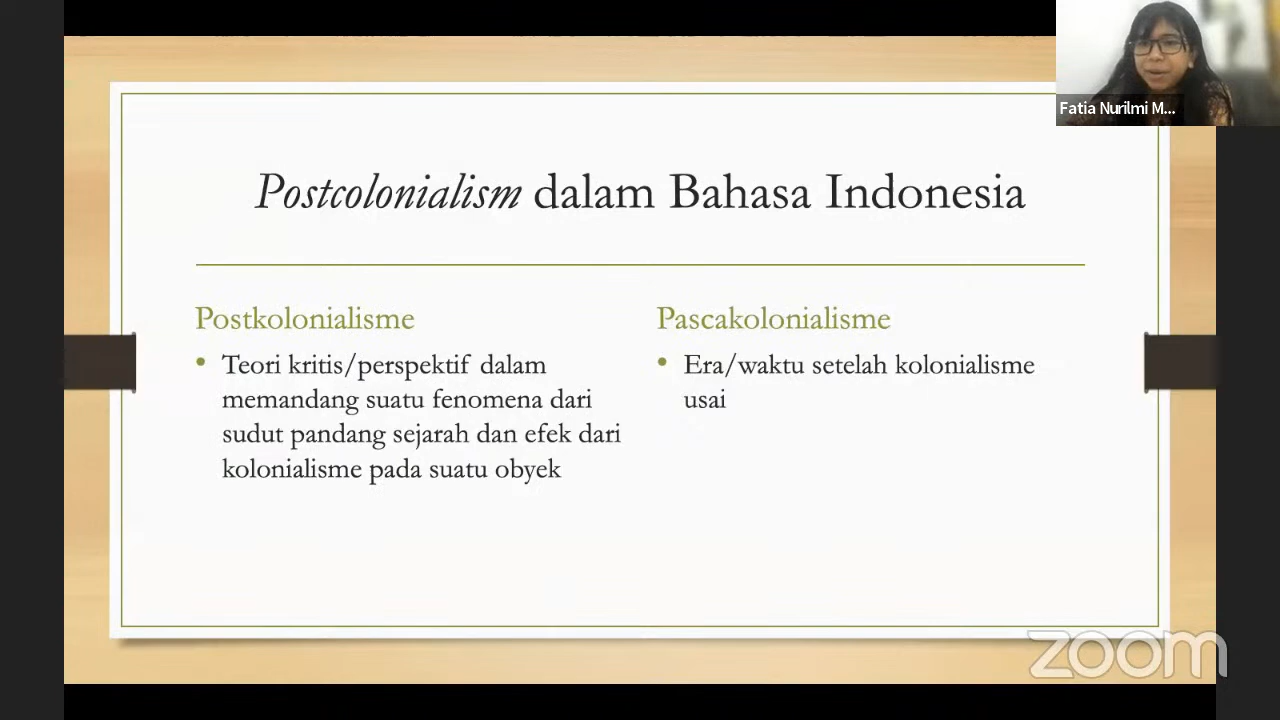 Fatia Nurilmi M...
Postcolonialism dalam Bahasa Indonesia
Postkolonialisme
• Teori kritis/perspektif dalam
memandang suatu fenomena dari
sudut pandang sejarah dan efek dari
kolonialisme pada suatu obyek
Pascakolonialisme
• Era/waktu setelah kolonialisme
usai
zoom